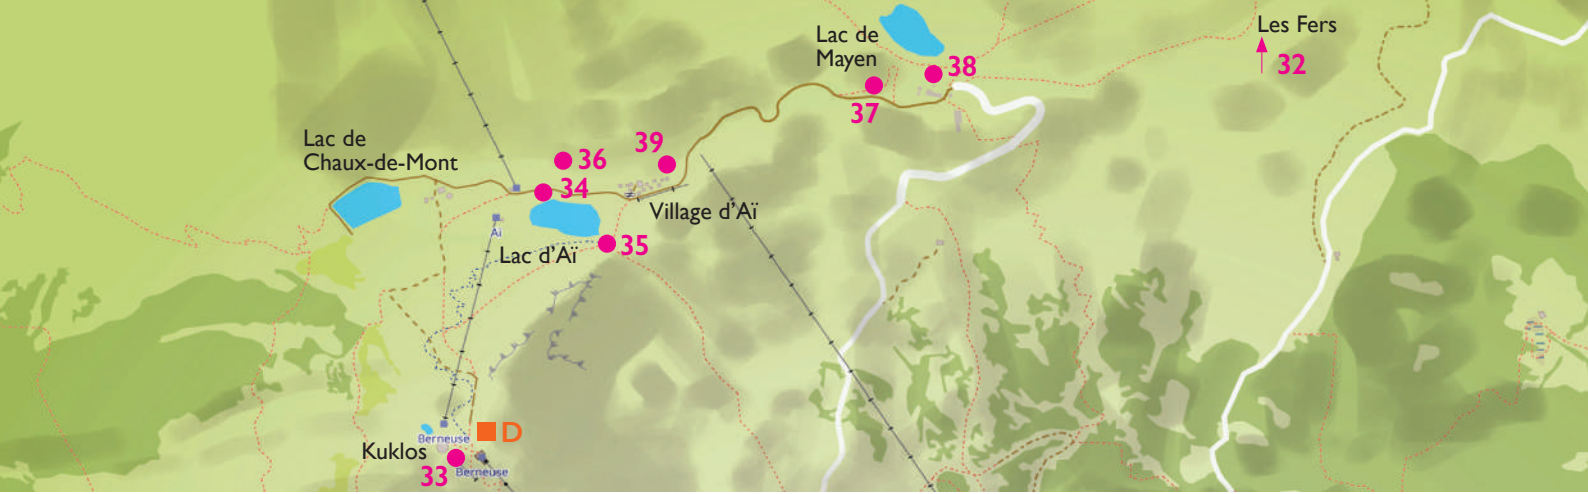 Les Fers
32
Lac de
Mayen
38
37
Lac de
Chaux-de-Mont
39
36
34
Village d'Aï
Aï
35
Lac d'Aï
D
Berneuse
Kuklos
33
Berneuse